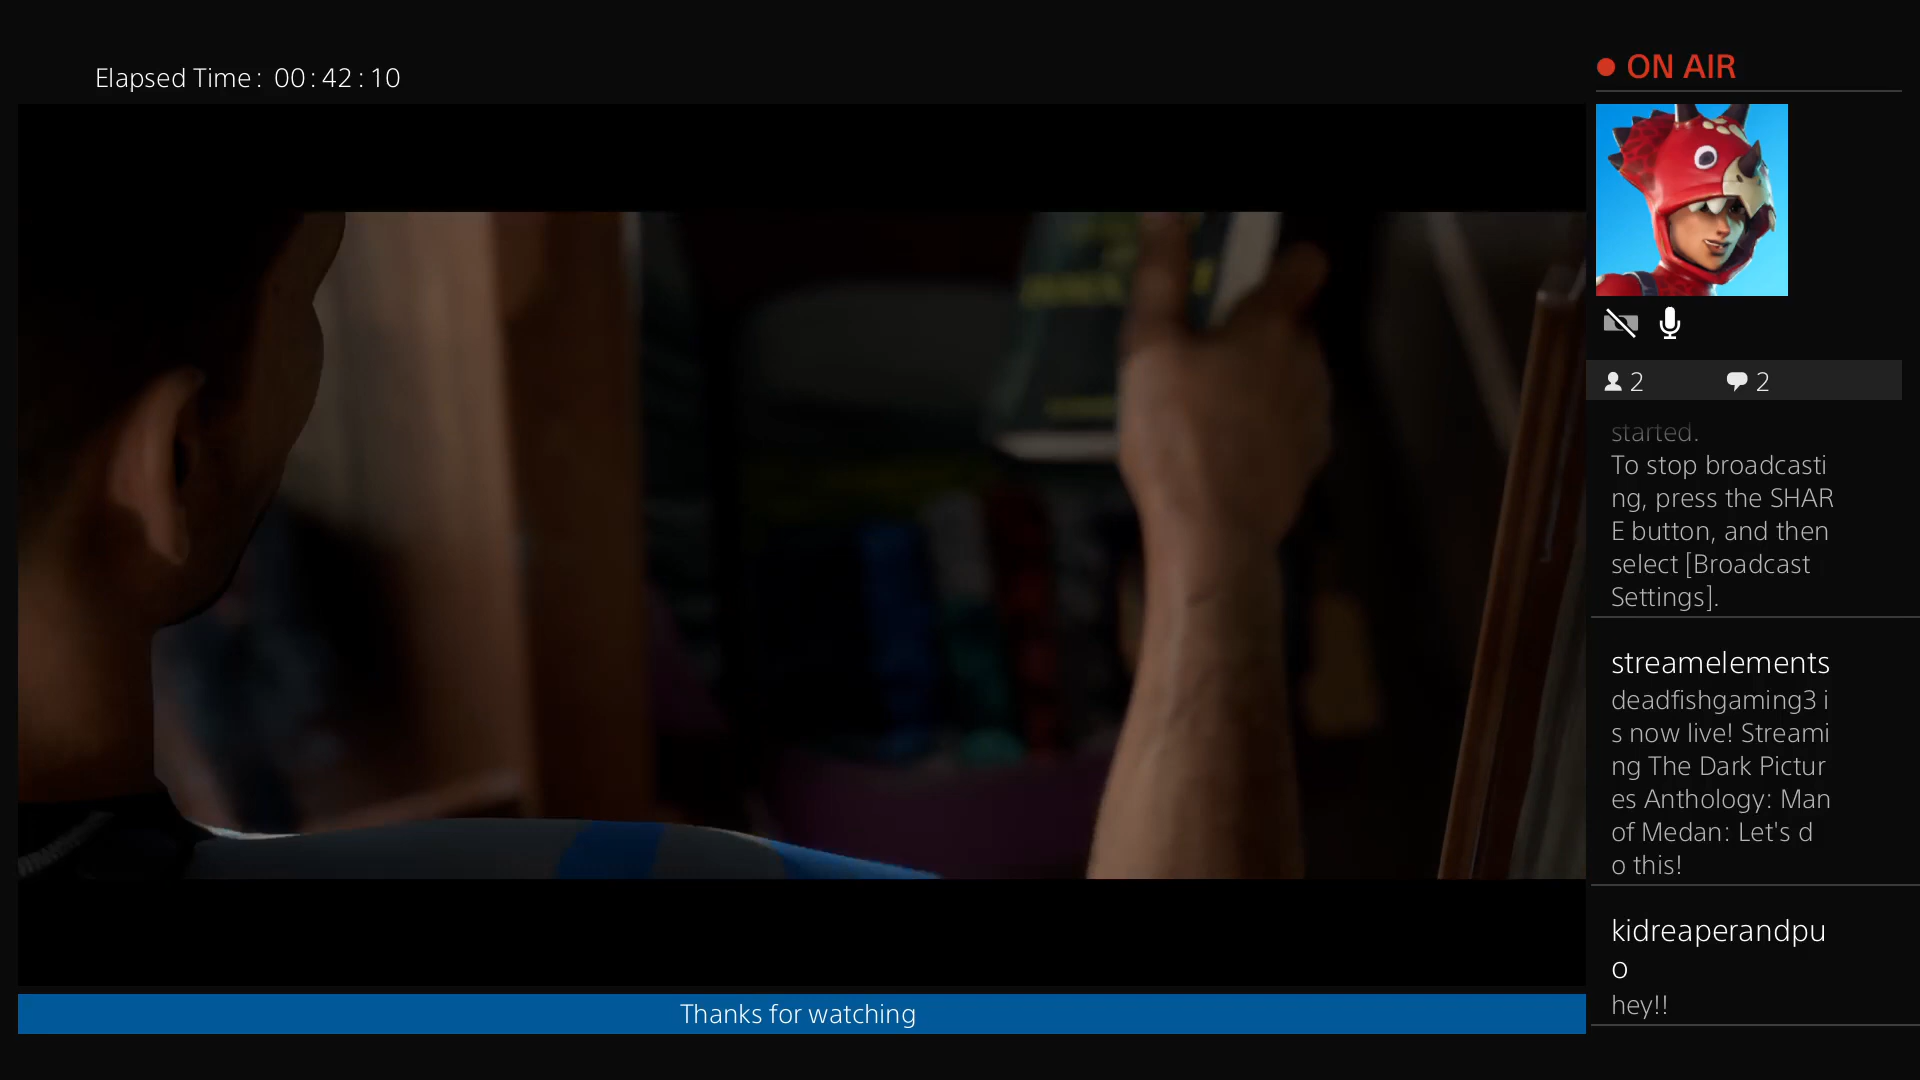 Elapsed Time: 00:42:10
ON AIR
2
2
started.
To stop broadcasti
ng, press the SHAR
E button, and then
select [Broadcast
Settings].
streamelements
deadfishgaming3 i
s now live! Streami
ng The Dark Pictur
es Anthology: Man
of Medan: Let's d
o this!
kidreaperandpu
o
hey!!
Thanks for watching